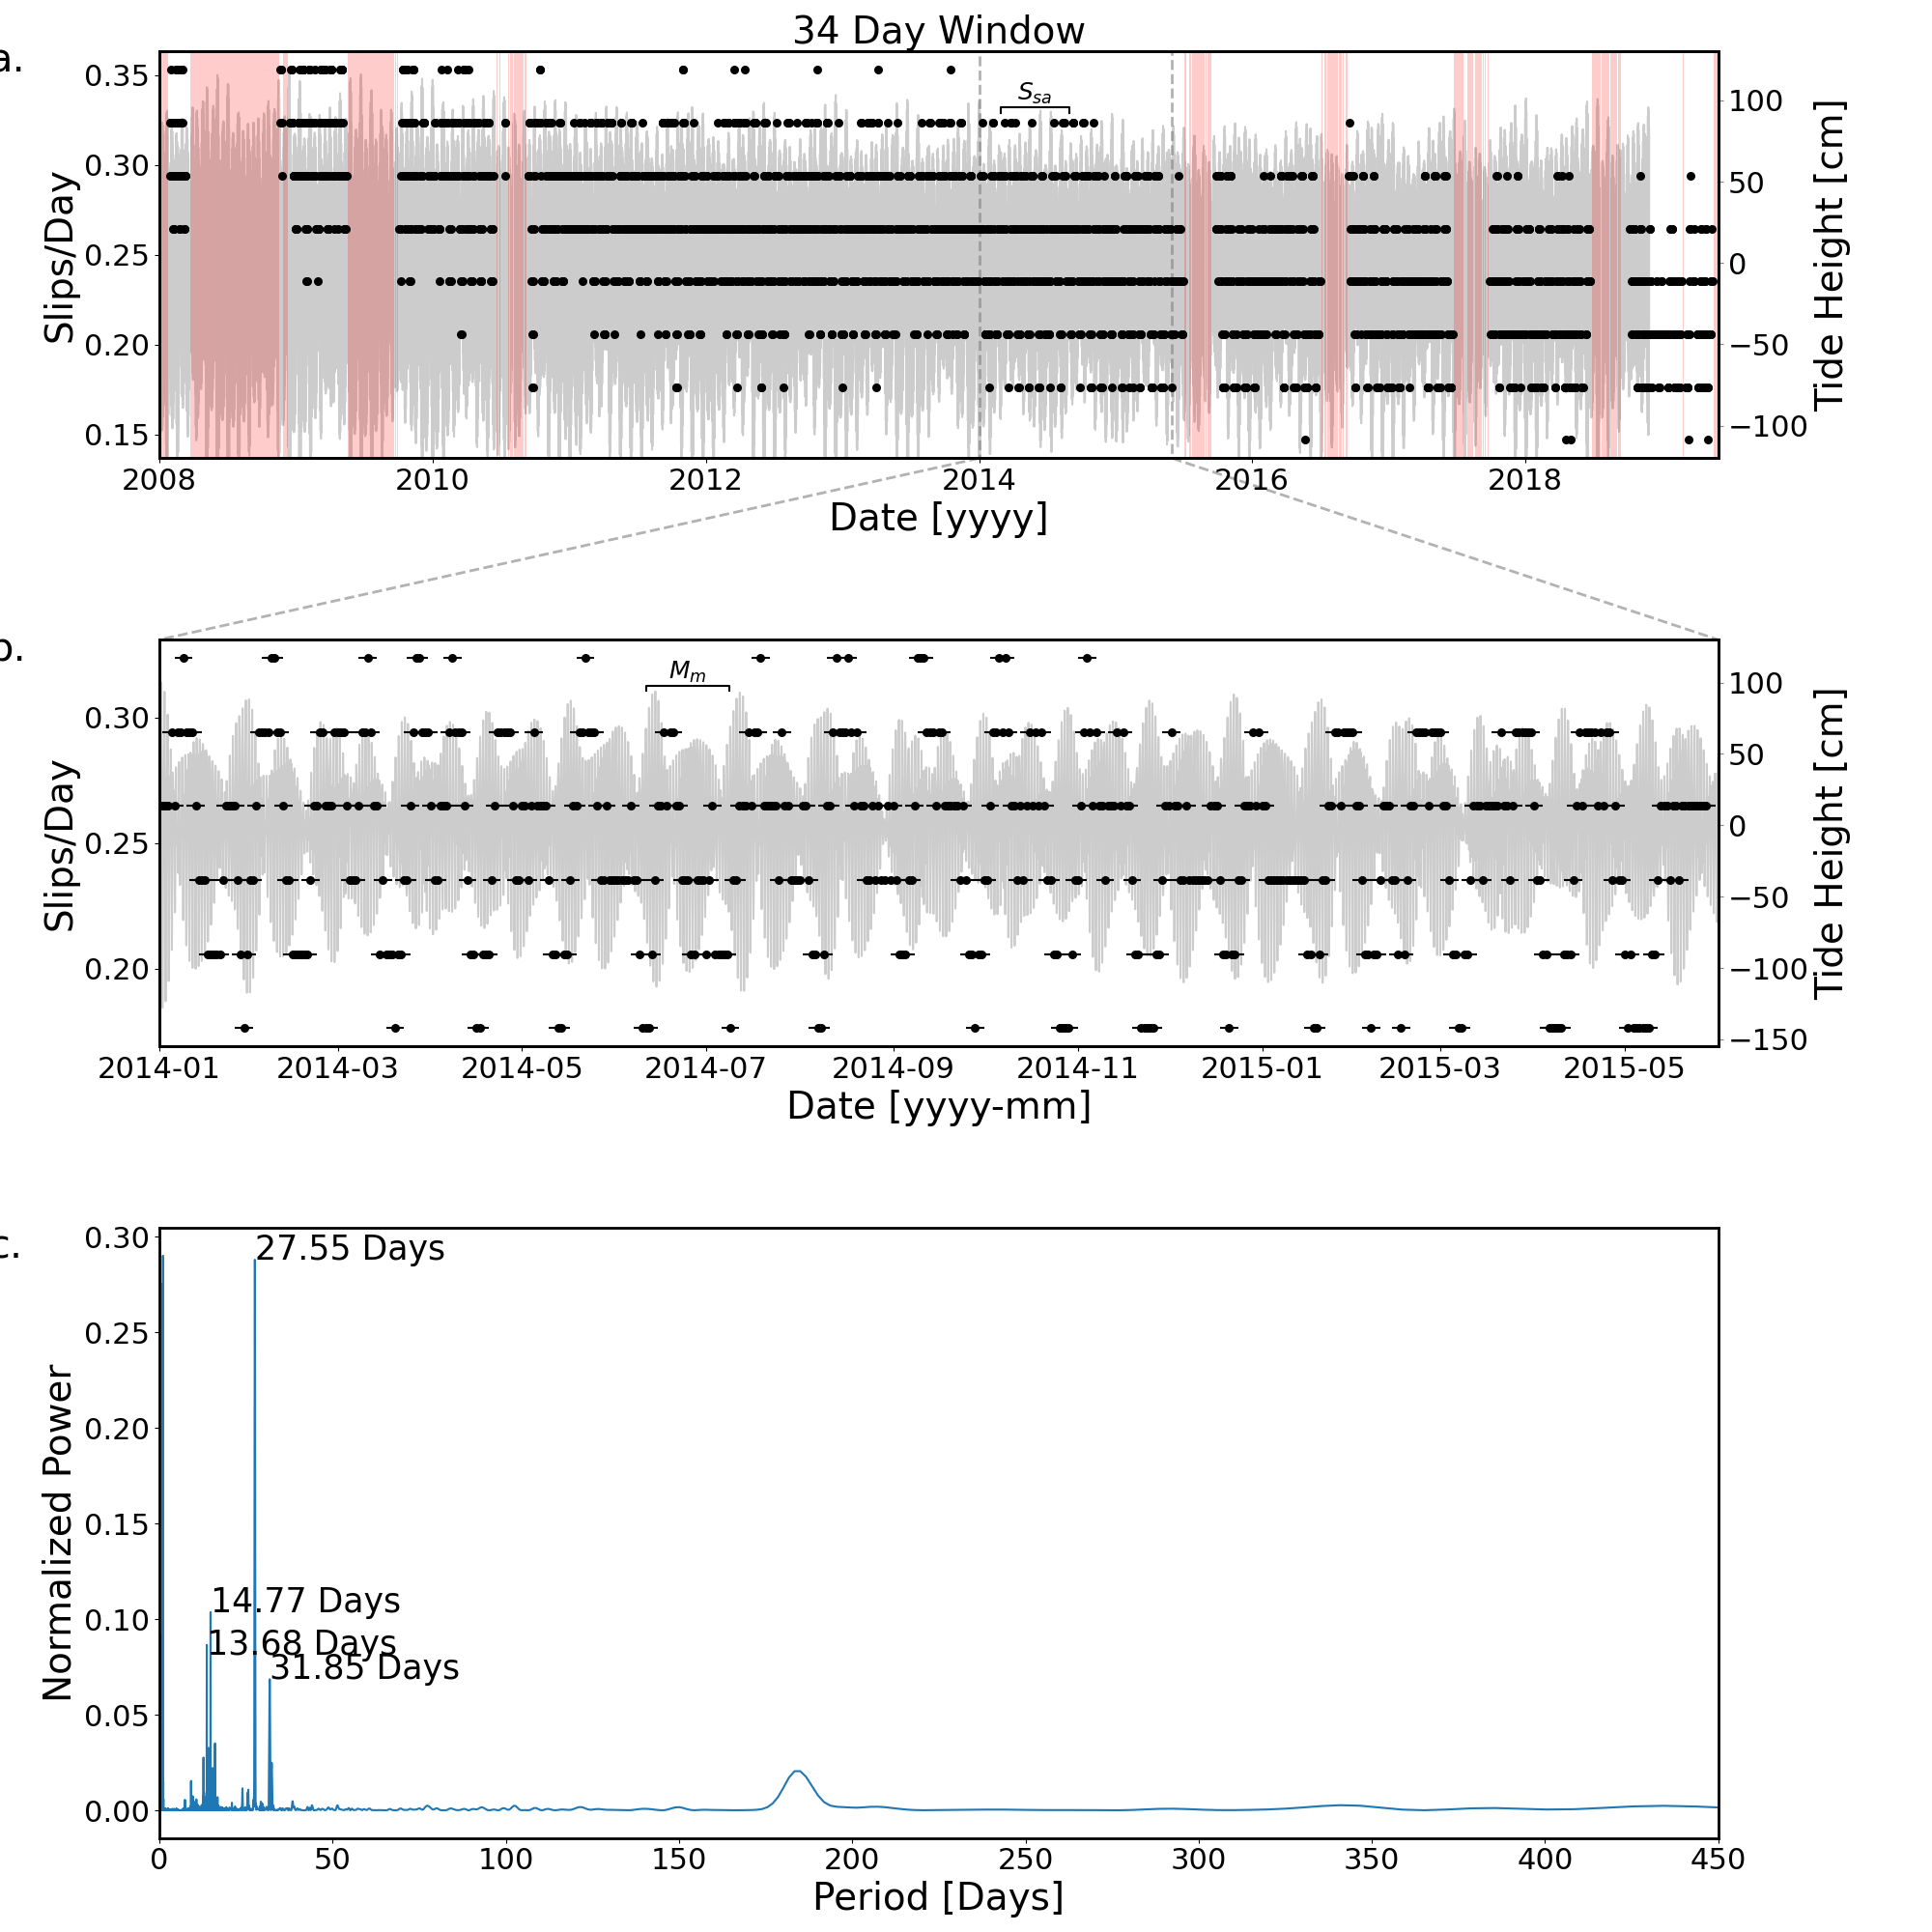 34 Day Window
a.
0.35
0.30
0.25
0.20
0.15
Slips/Day
S_sa
100
50
0
−50
−100
Tide Height [cm]
2008 2010 2012 2014 2016 2018
Date [yyyy]
b.
0.30
0.25
0.20
Slips/Day
M_m
100
50
0
−50
−100
−150
Tide Height [cm]
2014-01 2014-03 2014-05 2014-07 2014-09 2014-11 2015-01 2015-03 2015-05
Date [yyyy-mm]
c.
0.30
0.25
0.20
0.15
0.10
0.05
0.00
Normalized Power
27.55 Days
14.77 Days
13.68 Days
31.85 Days
0 50 100 150 200 250 300 350 400 450
Period [Days]